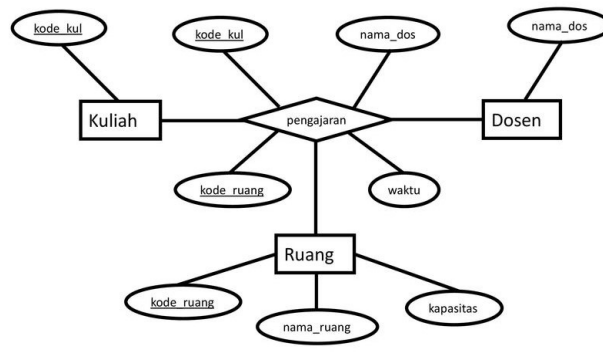 kode_kul
kode_kul
nama_dos
nama_dos
Kuliah
pengajaran
Dosen
kode_ruang
waktu
Ruang
kode_ruang
nama_ruang
kapasitas